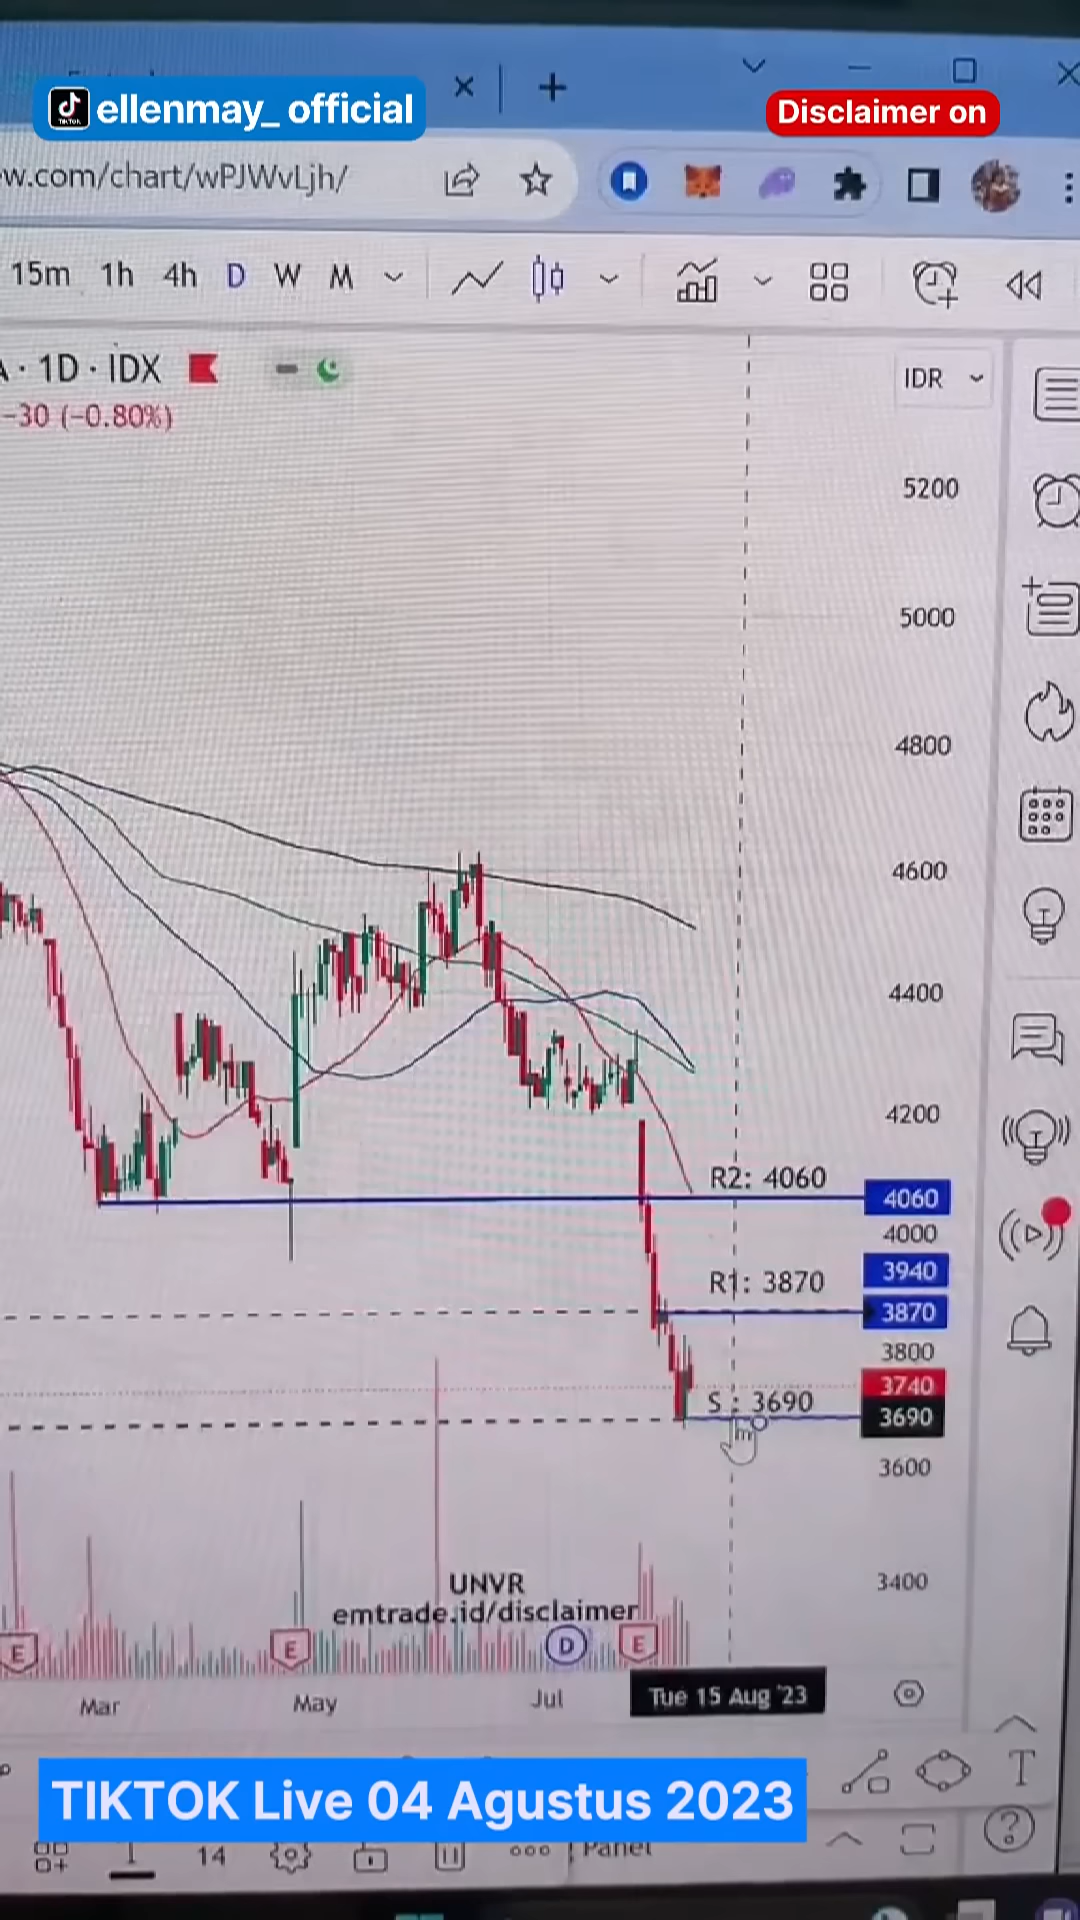 ellenmay_ official
Disclaimer on
w.com/chart/wPJWvLjh/
15m 1h 4h D W M
· 1D · IDX
IDR
-30 (-0.80%)
5200
5000
4800
4600
4400
4200
R2: 4060
4060
4000
3940
R1: 3870
3870
3800
3740
S : 3690
3690
3600
3400
UNVR
emtrade.id/disclaimer
E
E
D
E
Mar
May
Jul
Tue 15 Aug '23
T
TIKTOK Live 04 Agustus 2023
14
Panel